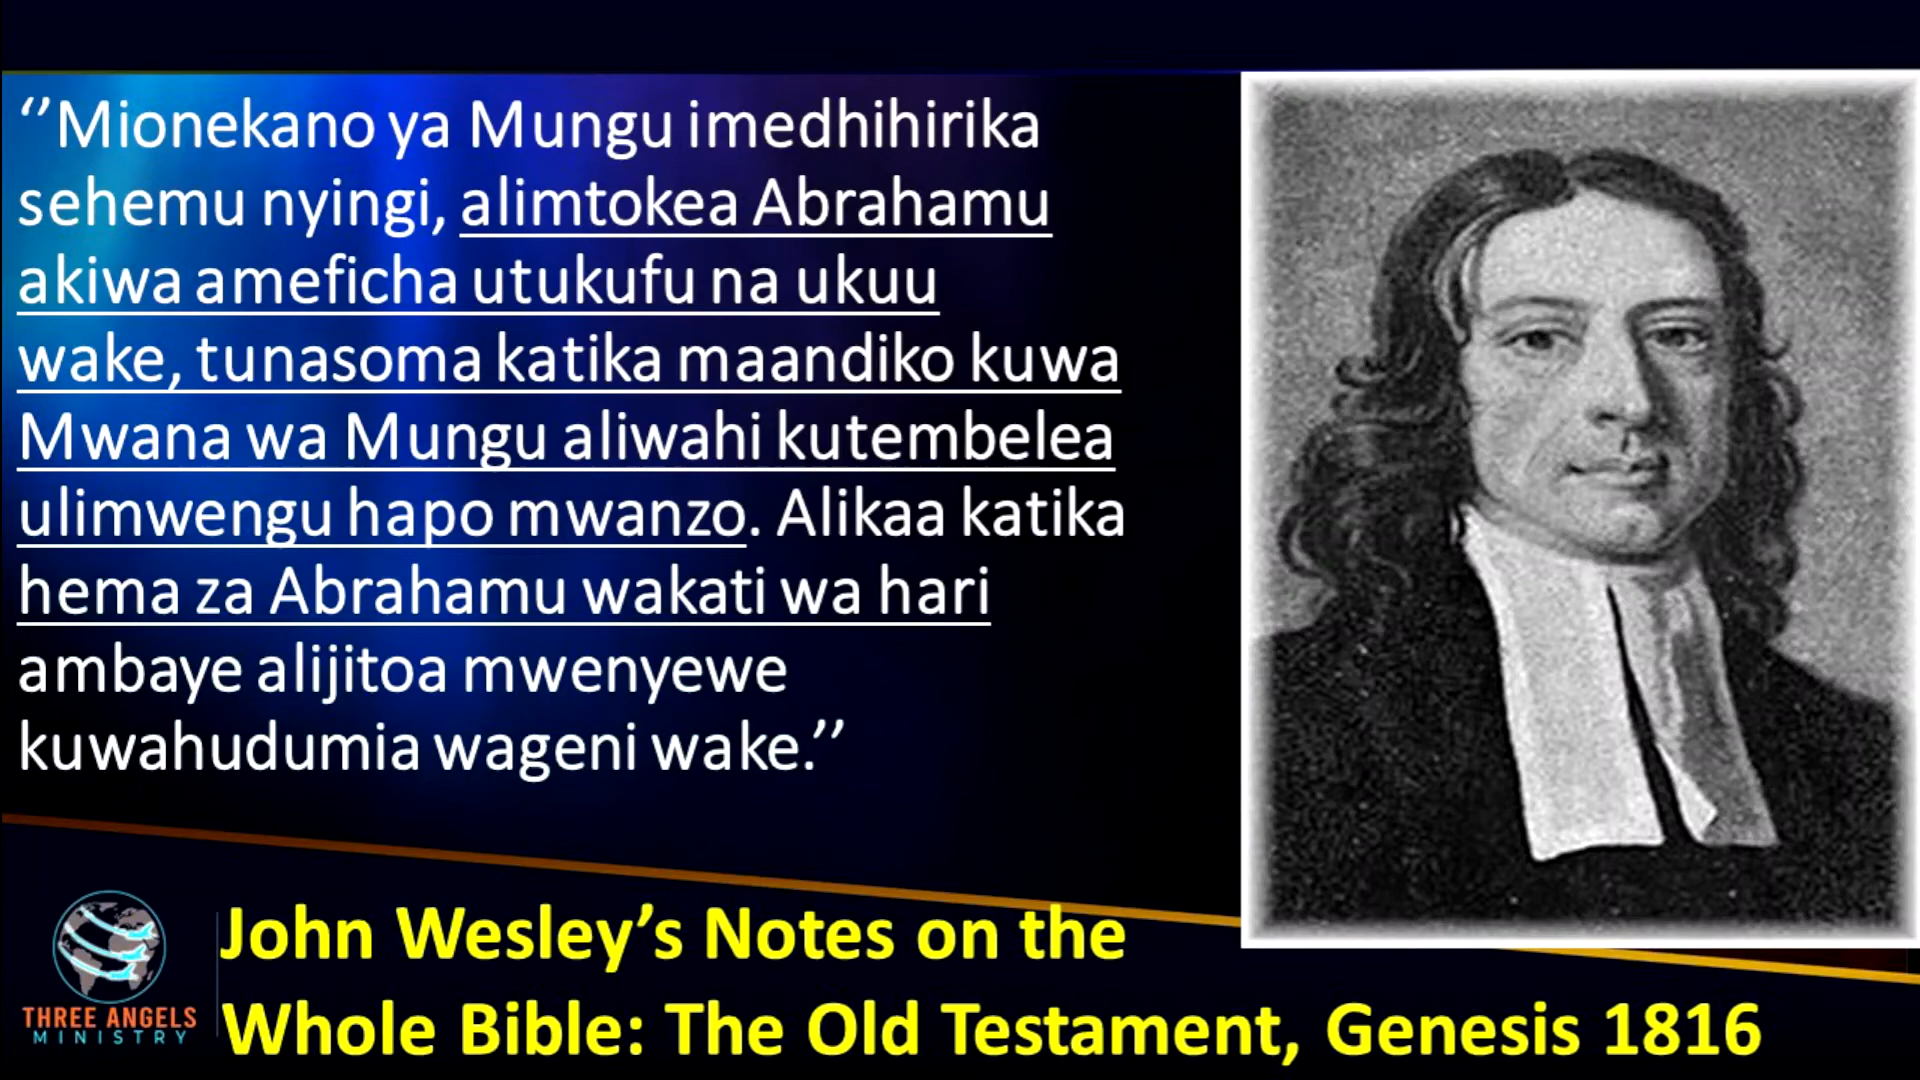 ‘’Mionekano ya Mungu imedhihirika
sehemu nyingi, alimtokea Abrahamu
akiwa ameficha utukufu na ukuu
wake, tunasoma katika maandiko kuwa
Mwana wa Mungu aliwahi kutembelea
ulimwengu hapo mwanzo. Alikaa katika
hema za Abrahamu wakati wa hari
ambaye alijitoa mwenyewe
kuwahudumia wageni wake.’’
John Wesley’s Notes on the
Whole Bible: The Old Testament, Genesis 1816
THREE ANGELS
MINISTRY